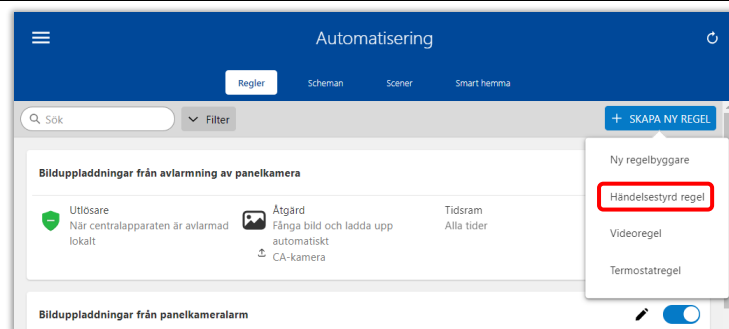 Automatisering
Regler Scheman Scener Smart hemma
Sök Filter + SKAPA NY REGEL
Ny regelbyggare
Händelsestyrd regel
Videoregel
Termostatregel
Bilduppladdningar från avlarmning av panelkamera
Utlösare
När centralapparaten är avlarmad
lokalt
Åtgärd
Fånga bild och ladda upp
automatiskt
CA-kamera
Tidsram
Alla tider
Bilduppladdningar från panelkameralarm